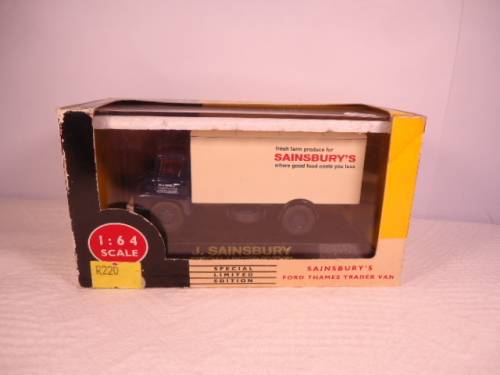 fresh farm produce for
SAINSBURY'S
where good food costs you less
J. SAINSBURY
1:64
SCALE
R220
SPECIAL
LIMITED
EDITION
SAINSBURY'S
FORD THAMES TRADER VAN